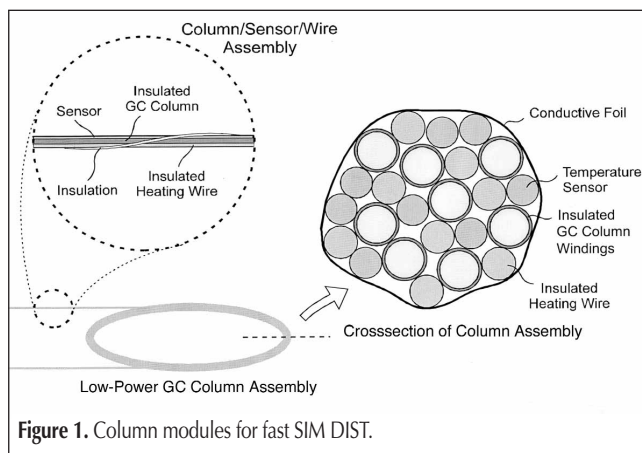 Column/Sensor/Wire
Assembly
Insulated
GC Column
Sensor
Insulation
Insulated
Heating Wire
Conductive Foil
Temperature
Sensor
Insulated
GC Column
Windings
Insulated
Heating Wire
Crosssection of Column Assembly
Low-Power GC Column Assembly
Figure 1. Column modules for fast SIM DIST.